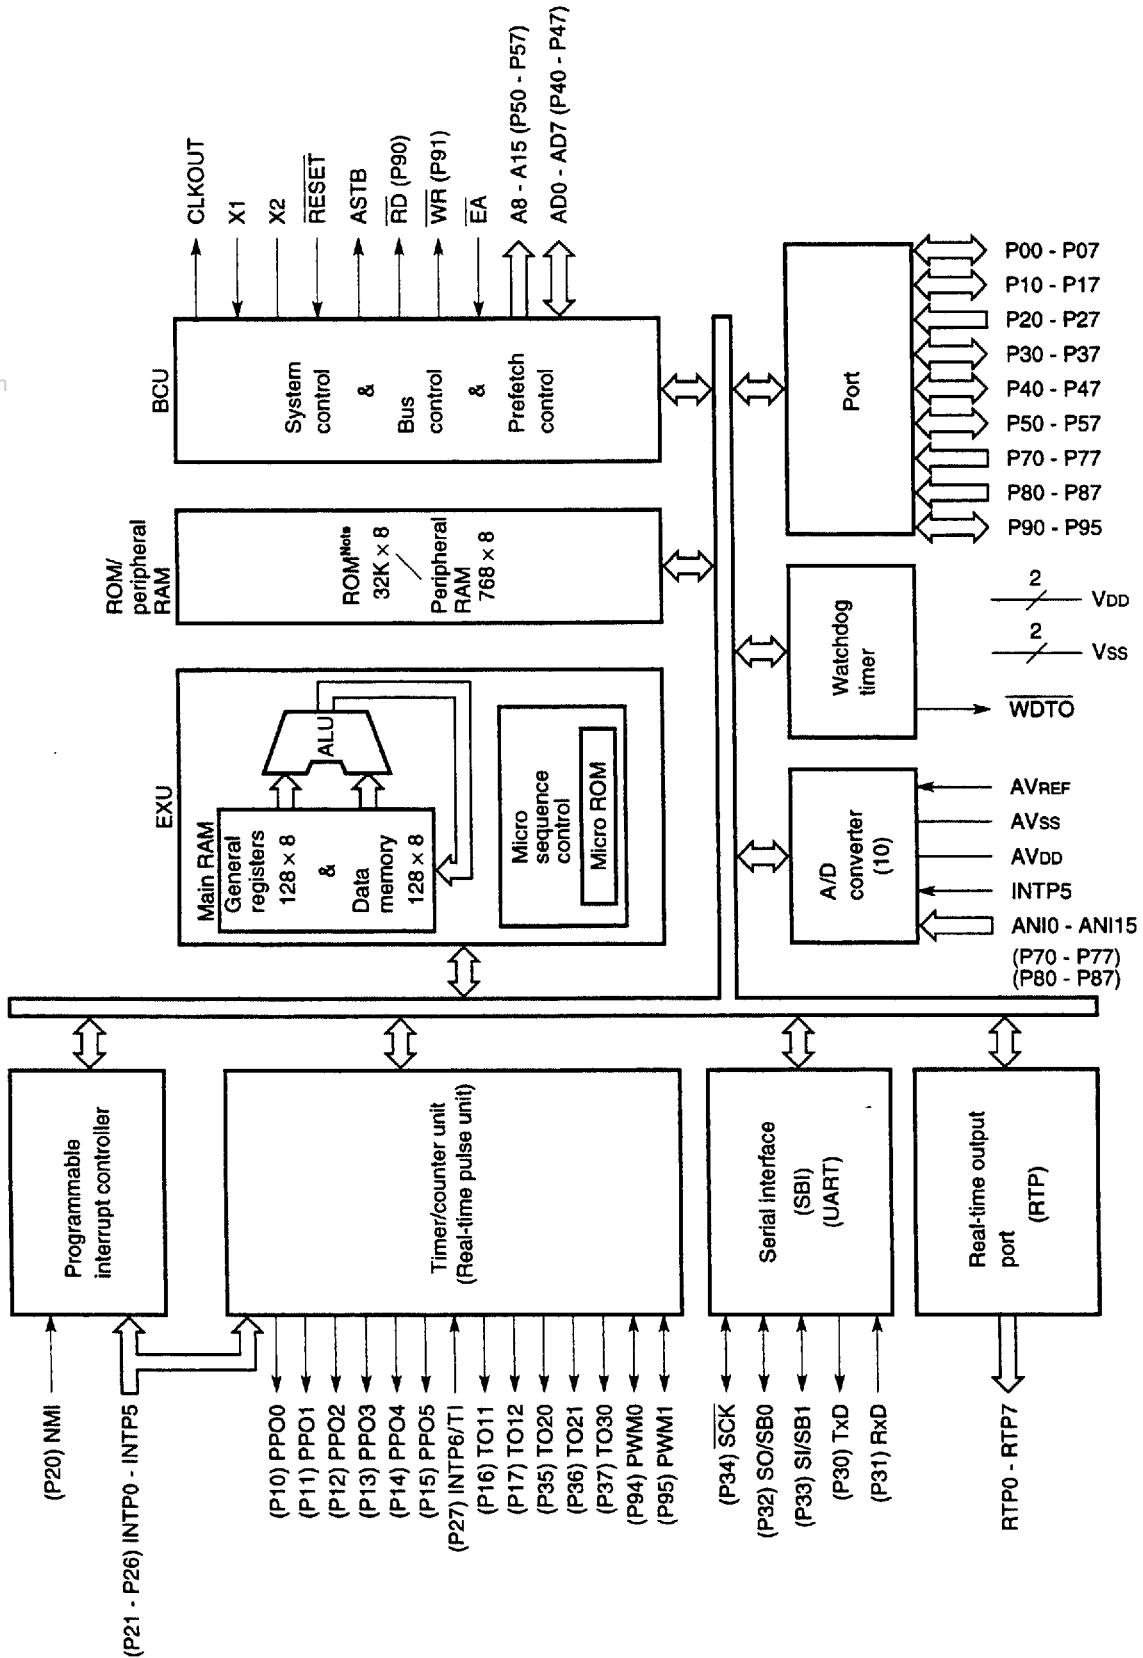 (P20) NMI
(P21 - P26) INTP0 - INTP5
Programmable
interrupt controller
(P10) PPO0
(P11) PPO1
(P12) PPO2
(P13) PPO3
(P14) PPO4
(P15) PPO5
(P27) INTP6/TI
(P16) TO11
(P17) TO12
(P35) TO20
(P36) TO21
(P37) TO30
(P94) PWM0
(P95) PWM1
Timer/counter unit
(Real-time pulse unit)
(P34) SCK
(P32) SO/SB0
(P33) SI/SB1
(P30) TxD
(P31) RxD
Serial interface
(SBI)
(UART)
RTP0 - RTP7
Real-time output
port
(RTP)
EXU
Main RAM
General
registers
128 × 8
&
Data
memory
128 × 8
ALU
Micro
sequence
control
Micro ROM
ROM/
peripheral
RAM
ROM Note
32K × 8
Peripheral
RAM
768 × 8
BCU
System
control
&
Bus
control
&
Prefetch
control
CLKOUT
X1
X2
RESET
ASTB
RD (P90)
WR (P91)
EA
A8 - A15 (P50 - P57)
AD0 - AD7 (P40 - P47)
A/D
converter
(10)
AVREF
AVSS
AVDD
INTP5
ANI0 - ANI15
(P70 - P77)
(P80 - P87)
Watchdog
timer
WDTO
2
VDD
2
VSS
Port
P00 - P07
P10 - P17
P20 - P27
P30 - P37
P40 - P47
P50 - P57
P70 - P77
P80 - P87
P90 - P95